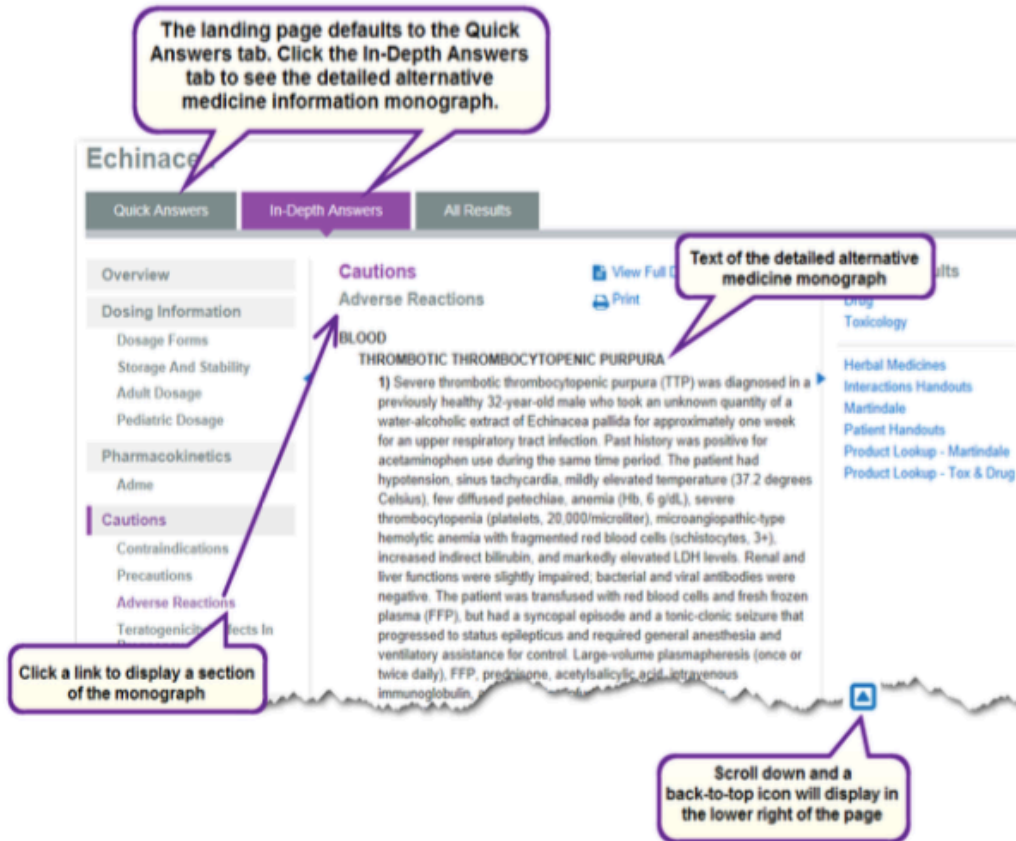 The landing page defaults to the Quick
Answers tab. Click the In-Depth Answers
tab to see the detailed alternative
medicine information monograph.
Quick Answers
In-Depth Answers
All Results
Overview
Dosing Information
Dosage Forms
Storage And Stability
Adult Dosage
Pediatric Dosage
Pharmacokinetics
Adme
Cautions
Contraindications
Precautions
Adverse Reactions
In
Click a link to display a section
of the monograph
Cautions
Adverse Reactions
View Full
Print
Text of the detailed alternative
medicine monograph
BLOOD
THROMBOTIC THROMBOCYTOPENIC PURPURA
1) Severe thrombotic thrombocytopenic purpura (TTP) was diagnosed in a
previously healthy 32-year-old male who took an unknown quantity of a
water-alcoholic extract of Echinacea pallida for approximately one week
for an upper respiratory tract infection. Past history was positive for
acetaminophen use during the same time period. The patient had
hypotension, sinus tachycardia, mildly elevated temperature (37.2 degrees
Celsius), few diffused petechiae, anemia (Hb, 6 g/dL), severe
thrombocytopenia (platelets, 20,000/microliter), microangiopathic-type
hemolytic anemia with fragmented red blood cells (schistocytes, 3+),
increased indirect bilirubin, and markedly elevated LDH levels. Renal and
liver functions were slightly impaired; bacterial and viral antibodies were
negative. The patient was transfused with red blood cells and fresh frozen
plasma (FFP), but had a syncopal episode and a tonic-clonic seizure that
progressed to status epilepticus and required general anesthesia and
ventilatory assistance for control. Large-volume plasmapheresis (once or
twice daily), FFP, prednisone, acetylsalicylic acid, intravenous
immunoglobulin,
Drug
Toxicology
Herbal Medicines
Interactions Handouts
Martindale
Patient Handouts
Product Lookup - Martindale
Product Lookup - Tox & Drug
Scroll down and a
back-to-top icon will display in
the lower right of the page